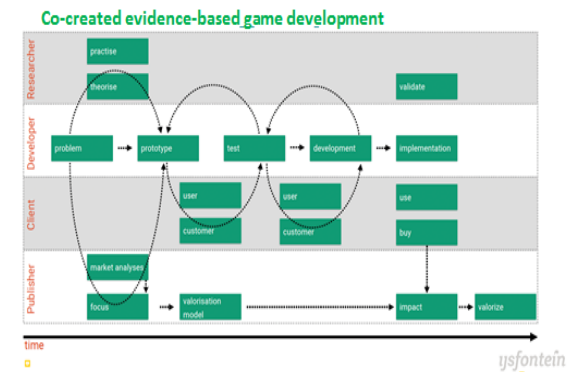 Co-created evidence-based game development
Researcher
practise
theorise
validate
Developer
problem
prototype
test
development
implementation
Client
user
user
use
customer
customer
buy
Publisher
market analyses
focus
valorisation
model
impact
valorize
time
ijsfontein